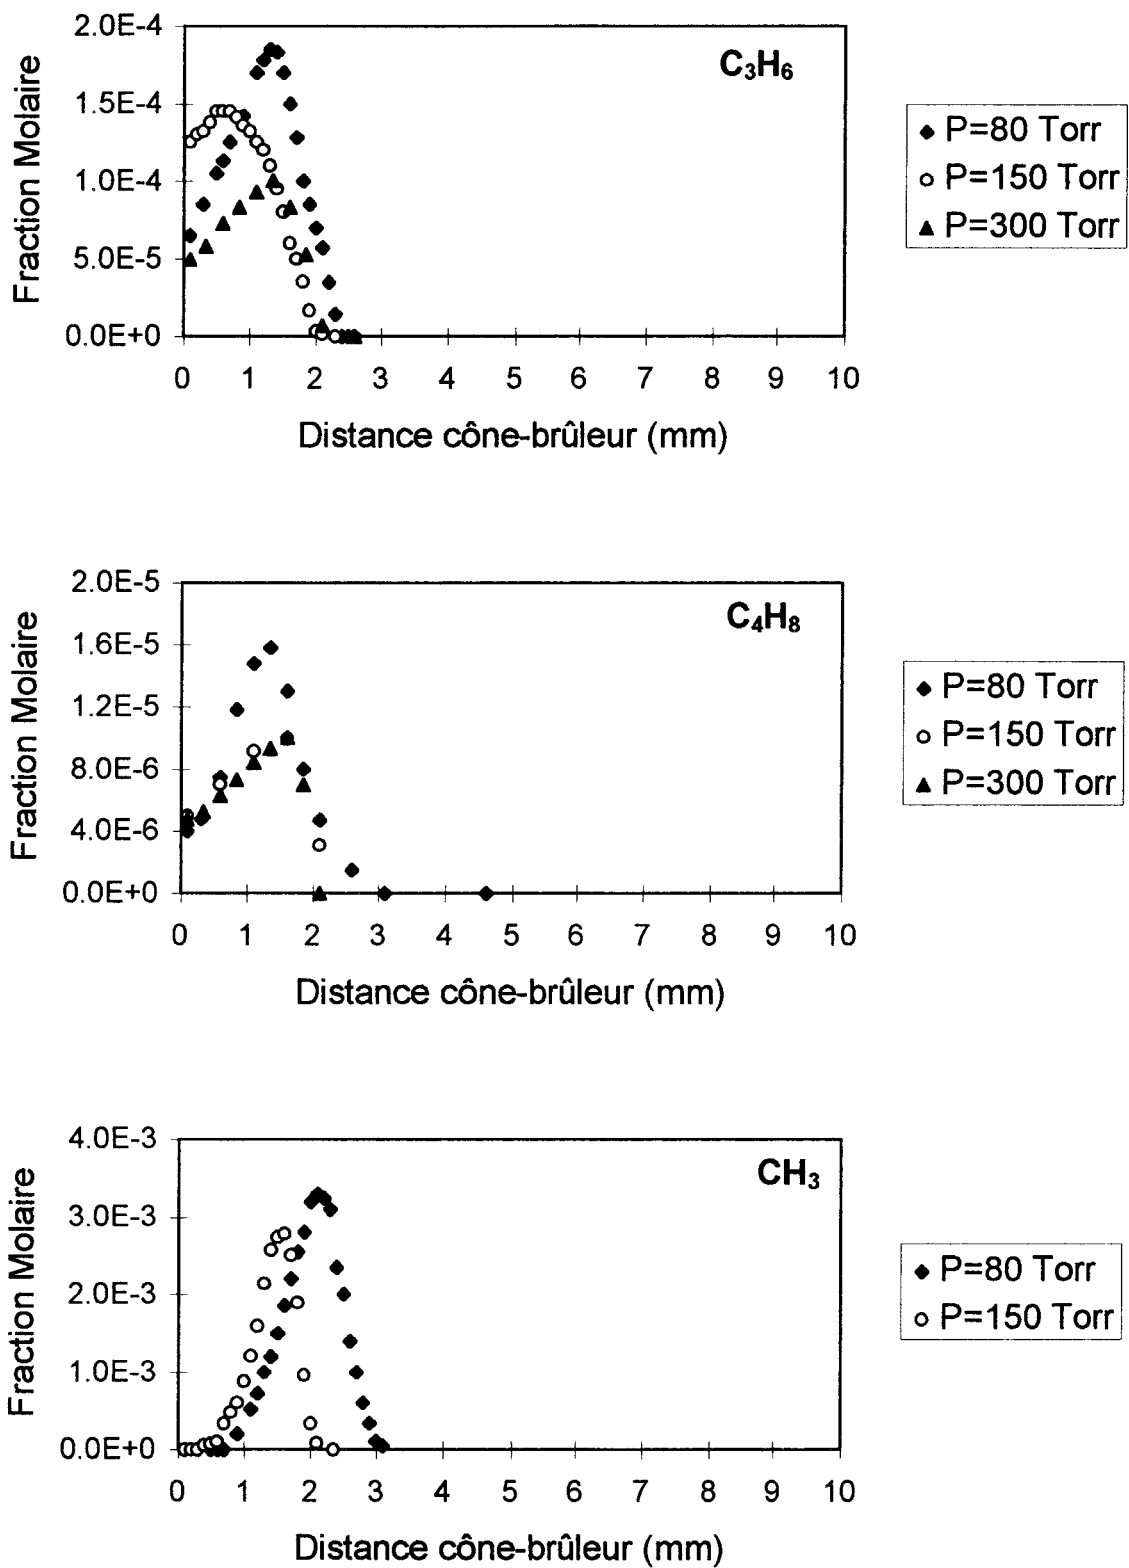 2.0E-4
1.5E-4
1.0E-4
5.0E-5
0.0E+0
Fraction Molaire
C₃H₆
0 1 2 3 4 5 6 7 8 9 10
Distance cône-brûleur (mm)
P=80 Torr
P=150 Torr
P=300 Torr
2.0E-5
1.6E-5
1.2E-5
8.0E-6
4.0E-6
0.0E+0
Fraction Molaire
C₄H₈
0 1 2 3 4 5 6 7 8 9 10
Distance cône-brûleur (mm)
P=80 Torr
P=150 Torr
P=300 Torr
4.0E-3
3.0E-3
2.0E-3
1.0E-3
0.0E+0
Fraction Molaire
CH₃
0 1 2 3 4 5 6 7 8 9 10
Distance cône-brûleur (mm)
P=80 Torr
P=150 Torr